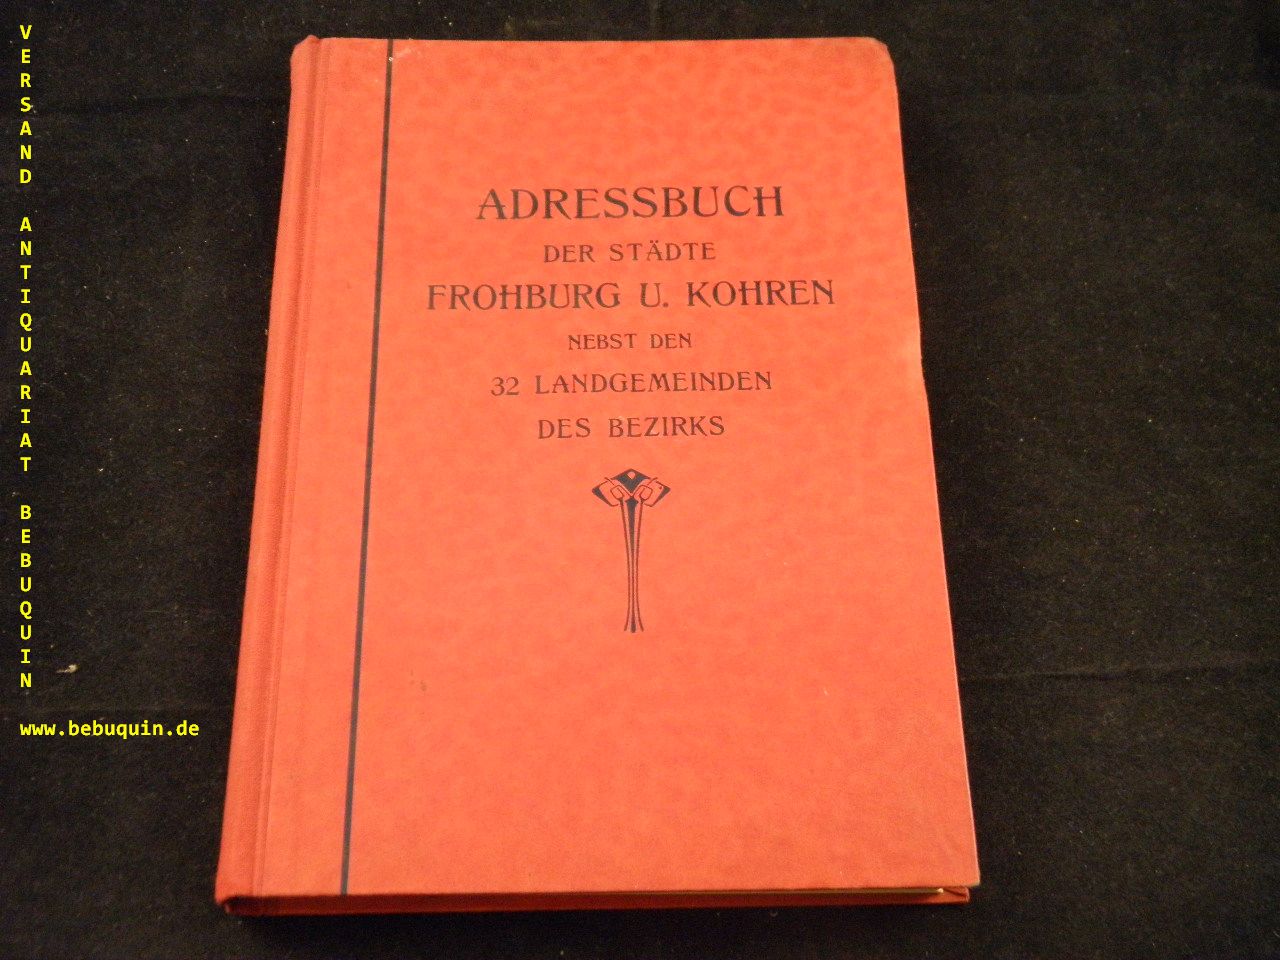 VERSAND ANTIQUARIAT BEBUQUIN
www.bebuquin.de
ADRESSBUCH
DER STÄDTE
FROHBURG U. KOHREN
NEBST DEN
32 LANDGEMEINDEN
DES BEZIRKS